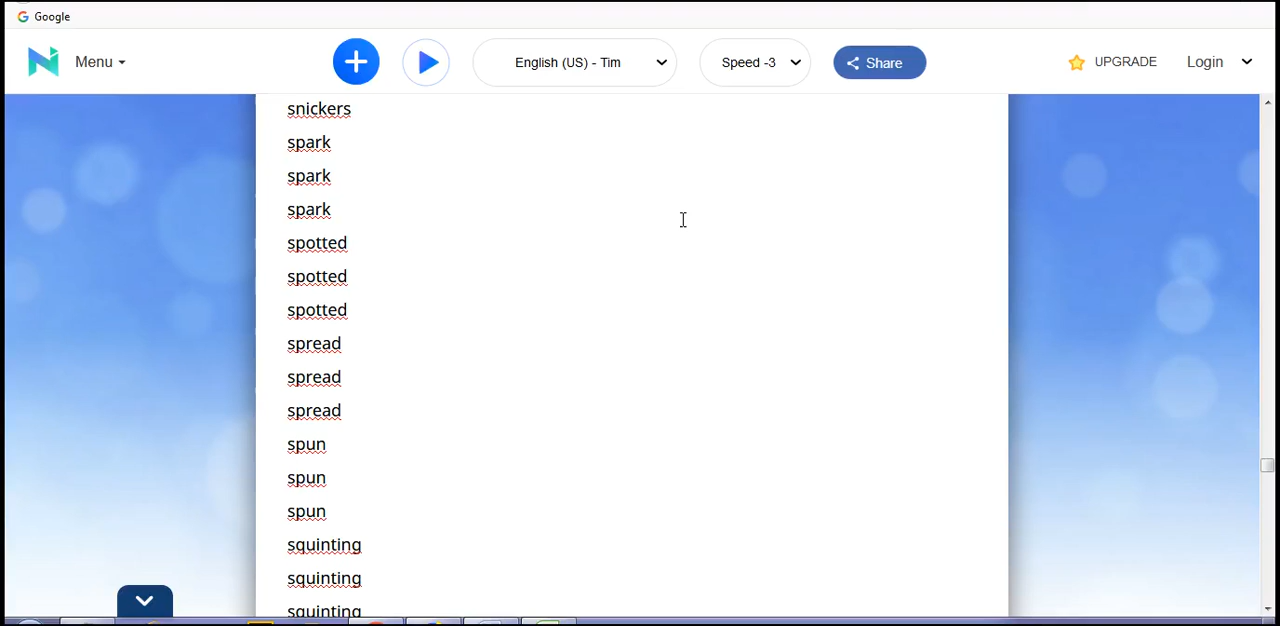 Google
Menu
English (US) - Tim
Speed -3
Share
UPGRADE
Login
snickers
spark
spark
spark
spotted
spotted
spotted
spread
spread
spread
spun
spun
spun
squinting
squinting
squinting